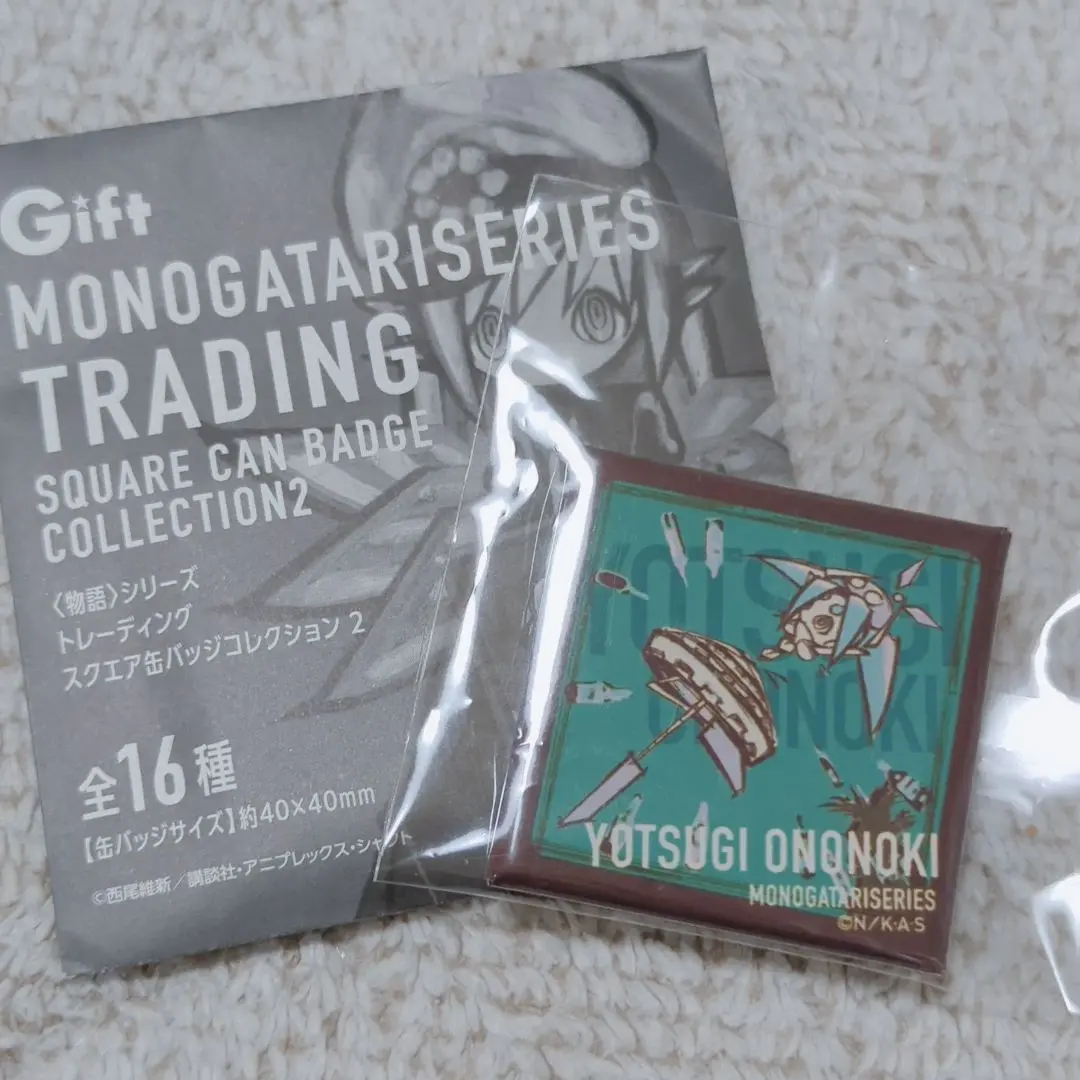 Gift
MONOGATARISERIES
TRADING
SQUARE CAN BADGE
COLLECTION2
〈物語〉シリーズ
トレーディング
スクエア缶バッジコレクション 2
全16種
【缶バッジサイズ】約40×40mm
©西尾維新／講談社・アニプレックス・シャフト
YOTSUGI
ONONOKI
YOTSUGI ONONOKI
MONOGATARISERIES
©N/K・A・S